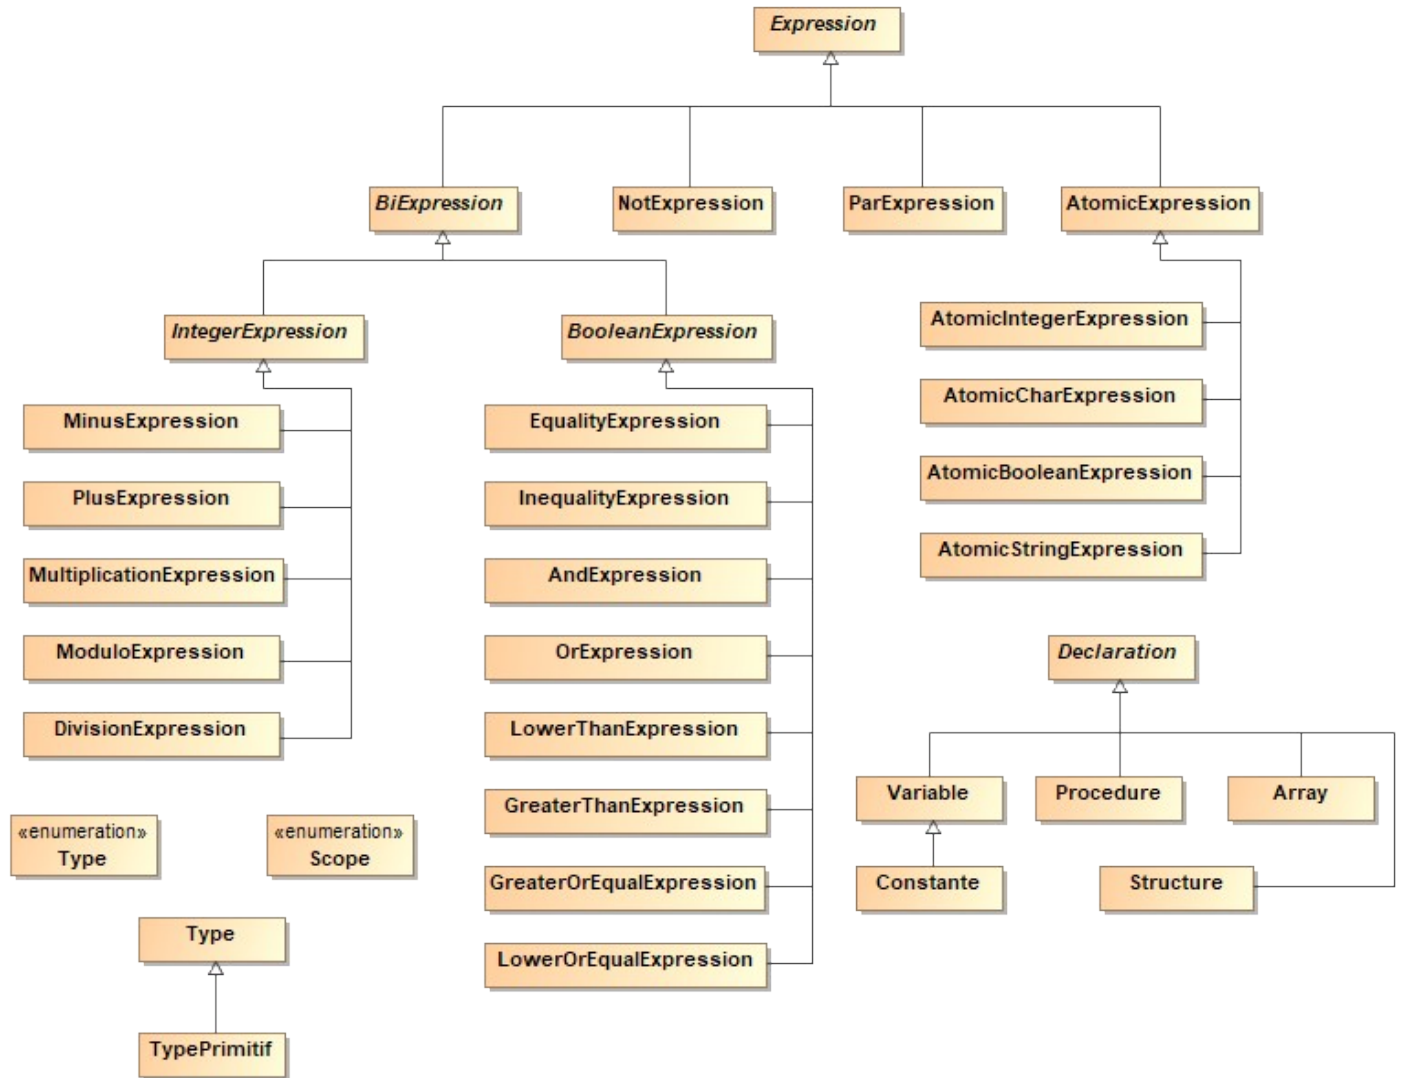 Expression
BiExpression
NotExpression
ParExpression
AtomicExpression
IntegerExpression
BooleanExpression
AtomicIntegerExpression
AtomicCharExpression
AtomicBooleanExpression
AtomicStringExpression
MinusExpression
PlusExpression
MultiplicationExpression
ModuloExpression
DivisionExpression
EqualityExpression
InequalityExpression
AndExpression
OrExpression
LowerThanExpression
GreaterThanExpression
GreaterOrEqualExpression
LowerOrEqualExpression
Declaration
Variable
Procedure
Array
Constante
Structure
«enumeration»
Type
«enumeration»
Scope
Type
TypePrimitif